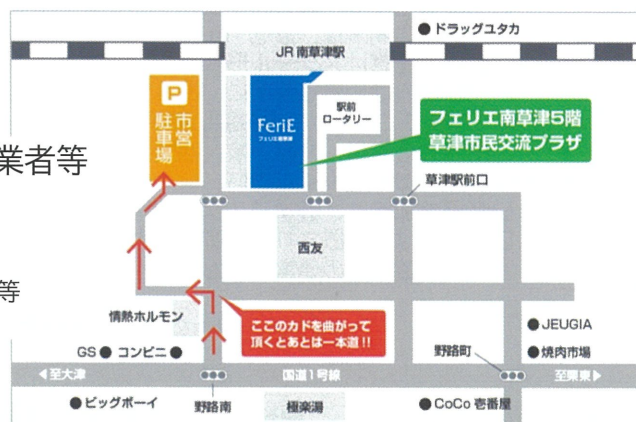 ドラッグユタカ
JR 南草津駅
P
市営
駐車場
FeriE
フェリエ南草津
駅前
ロータリー
フェリエ南草津5階
草津市民交流プラザ
業者等
草津駅前口
西友
等
情熱ホルモン
ここのカドを曲がって
頂くとあとは一本道!!
JEUGIA
GS
コンビニ
野路町
焼肉市場
至大津
国道1号線
至栗東
ビッグボーイ
野路南
極楽湯
CoCo 壱番屋